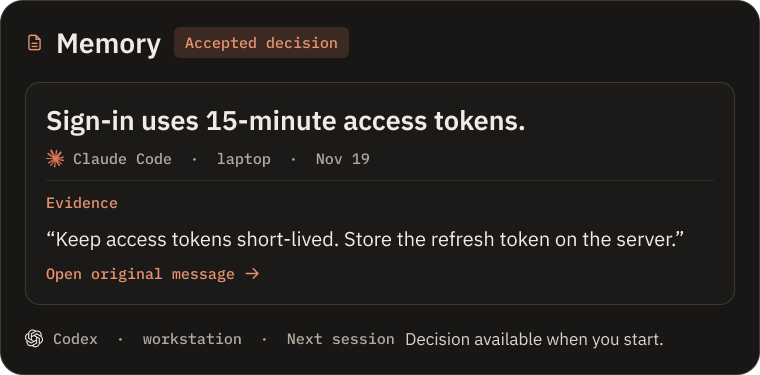 Memory Accepted decision
Sign-in uses 15-minute access tokens.
Claude Code · laptop · Nov 19
Evidence
“Keep access tokens short-lived. Store the refresh token on the server.”
Open original message →
Codex · workstation · Next session Decision available when you start.